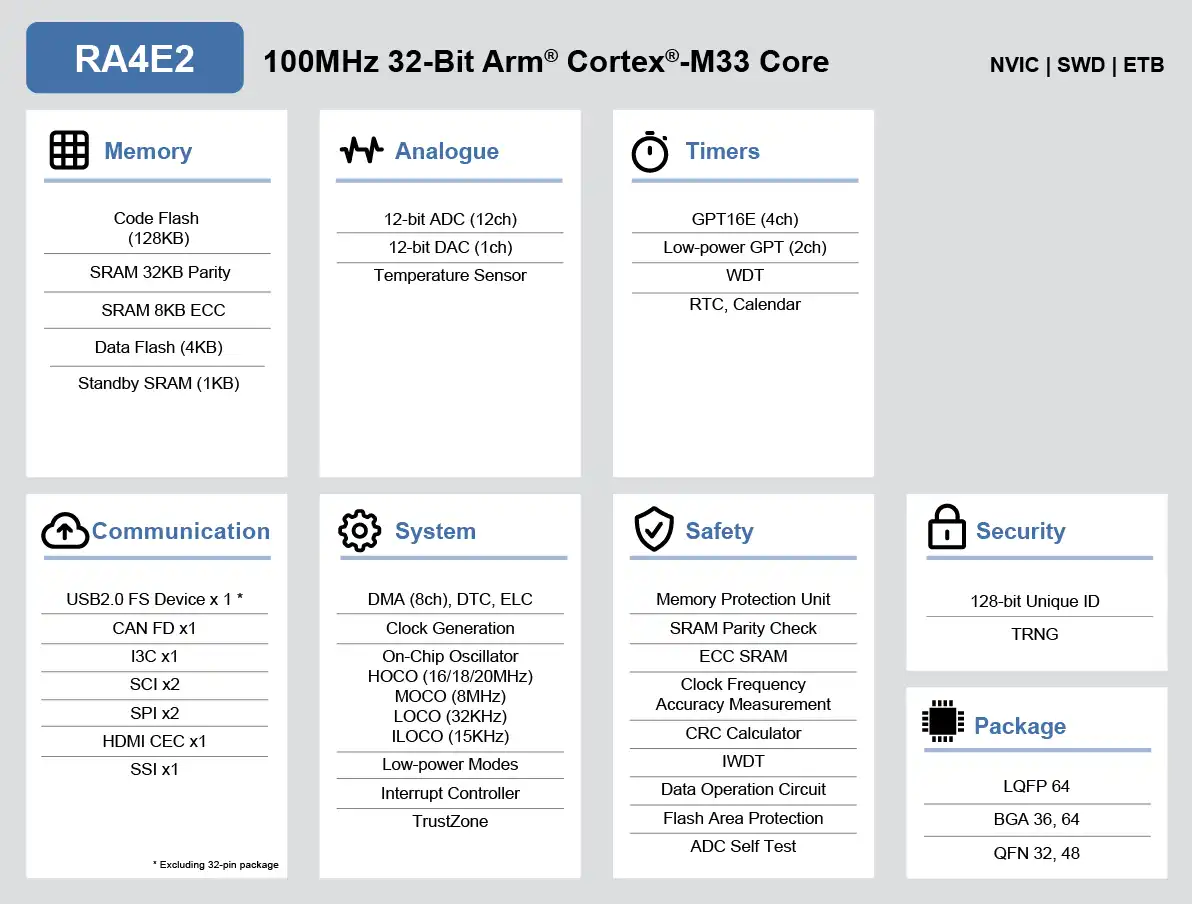 RA4E2
100MHz 32-Bit Arm® Cortex®-M33 Core
NVIC | SWD | ETB
Memory
Code Flash
(128KB)
SRAM 32KB Parity
SRAM 8KB ECC
Data Flash (4KB)
Standby SRAM (1KB)
Analogue
12-bit ADC (12ch)
12-bit DAC (1ch)
Temperature Sensor
Timers
GPT16E (4ch)
Low-power GPT (2ch)
WDT
RTC, Calendar
Communication
USB2.0 FS Device x 1 *
CAN FD x1
I3C x1
SCI x2
SPI x2
HDMI CEC x1
SSI x1
* Excluding 32-pin package
System
DMA (8ch), DTC, ELC
Clock Generation
On-Chip Oscillator
HOCO (16/18/20MHz)
MOCO (8MHz)
LOCO (32KHz)
ILOCO (15KHz)
Low-power Modes
Interrupt Controller
TrustZone
Safety
Memory Protection Unit
SRAM Parity Check
ECC SRAM
Clock Frequency
Accuracy Measurement
CRC Calculator
IWDT
Data Operation Circuit
Flash Area Protection
ADC Self Test
Security
128-bit Unique ID
TRNG
Package
LQFP 64
BGA 36, 64
QFN 32, 48